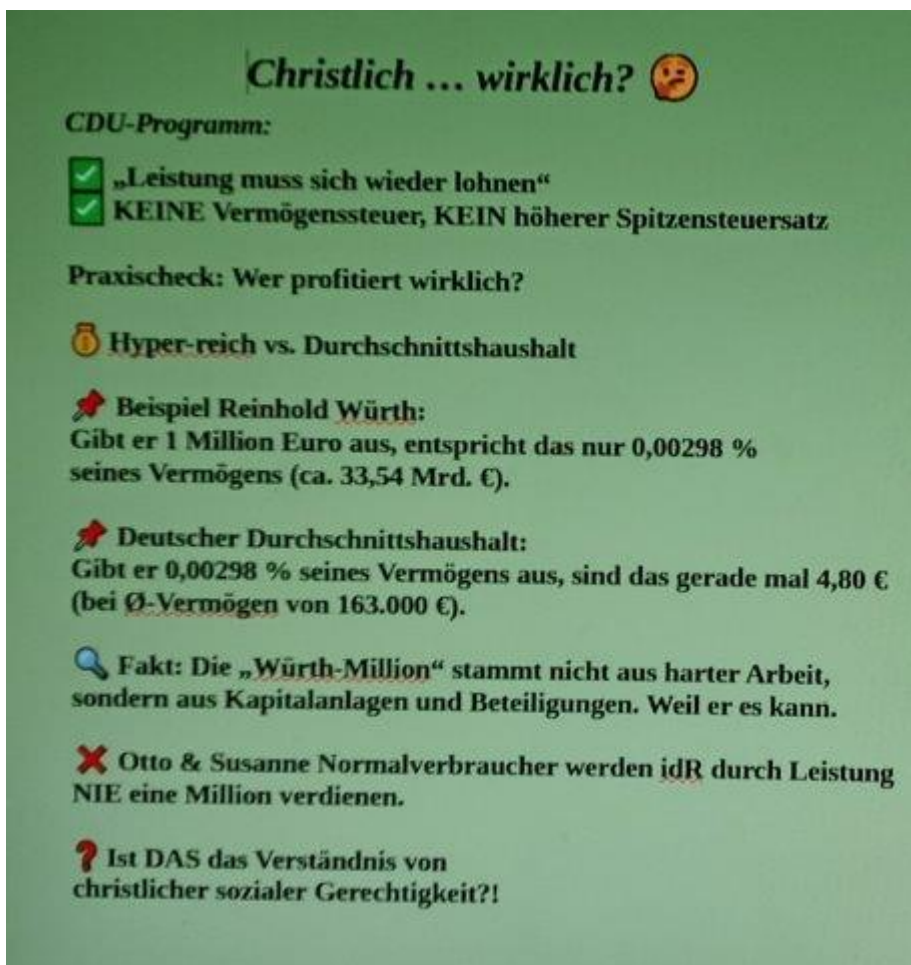 Christlich … wirklich? 🤔
CDU-Programm:
✅ „Leistung muss sich wieder lohnen“
✅ KEINE Vermögenssteuer, KEIN höherer Spitzensteuersatz
Praxischeck: Wer profitiert wirklich?
💰 Hyper-reich vs. Durchschnittshaushalt
📌 Beispiel Reinhold Würth:
Gibt er 1 Million Euro aus, entspricht das nur 0,00298 %
seines Vermögens (ca. 33,54 Mrd. €).
📌 Deutscher Durchschnittshaushalt:
Gibt er 0,00298 % seines Vermögens aus, sind das gerade mal 4,80 €
(bei Ø-Vermögen von 163.000 €).
🔍 Fakt: Die „Würth-Million“ stammt nicht aus harter Arbeit,
sondern aus Kapitalanlagen und Beteiligungen. Weil er es kann.
❌ Otto & Susanne Normalverbraucher werden idR durch Leistung
NIE eine Million verdienen.
❓ Ist DAS das Verständnis von
christlicher sozialer Gerechtigkeit?!